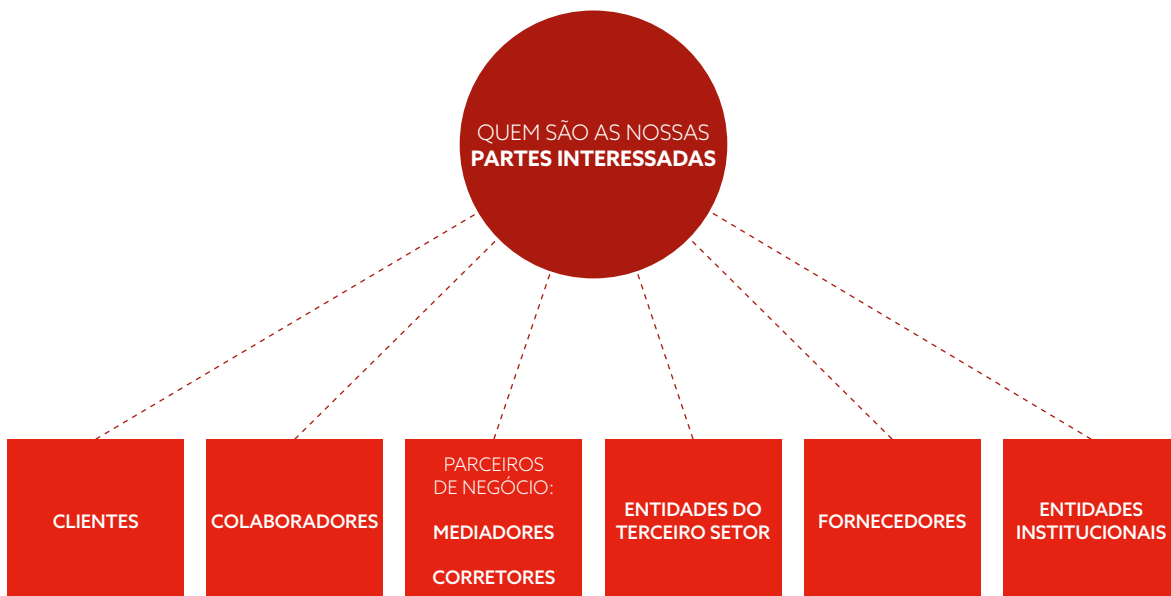 QUEM SÃO AS NOSSAS
PARTES INTERESSADAS
CLIENTES
COLABORADORES
PARCEIROS
DE NEGÓCIO:
MEDIADORES
CORRETORES
ENTIDADES DO
TERCEIRO SETOR
FORNECEDORES
ENTIDADES
INSTITUCIONAIS